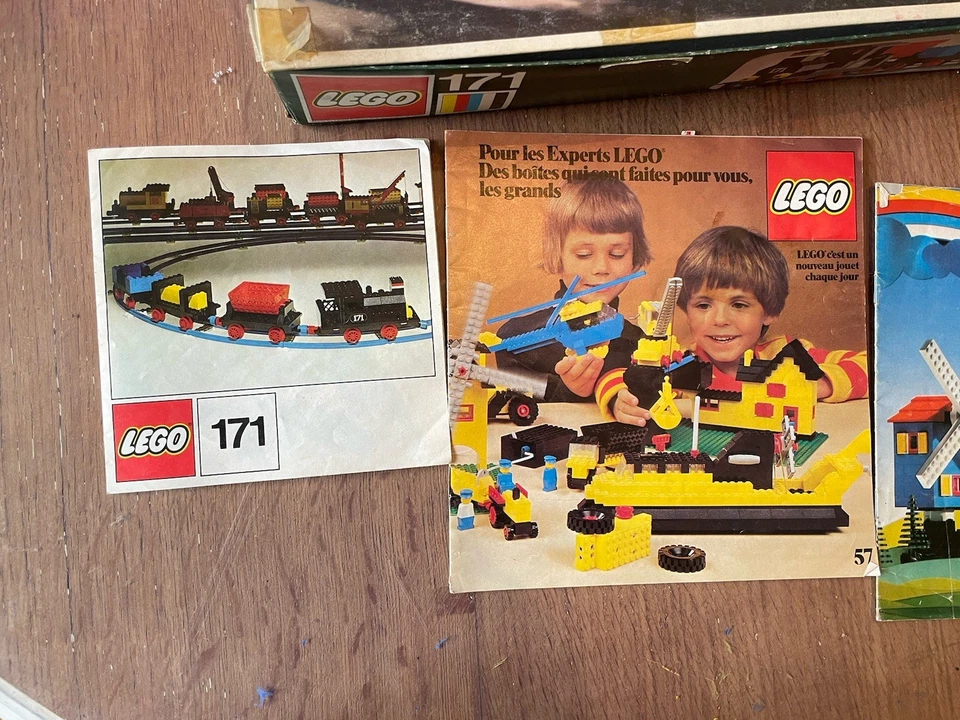 LEGO 171
171
LEGO 171
Pour les Experts LEGO®
Des boîtes qui sont faites pour vous,
les grands
LEGO
LEGO® c'est un
nouveau jouet
chaque jour
57